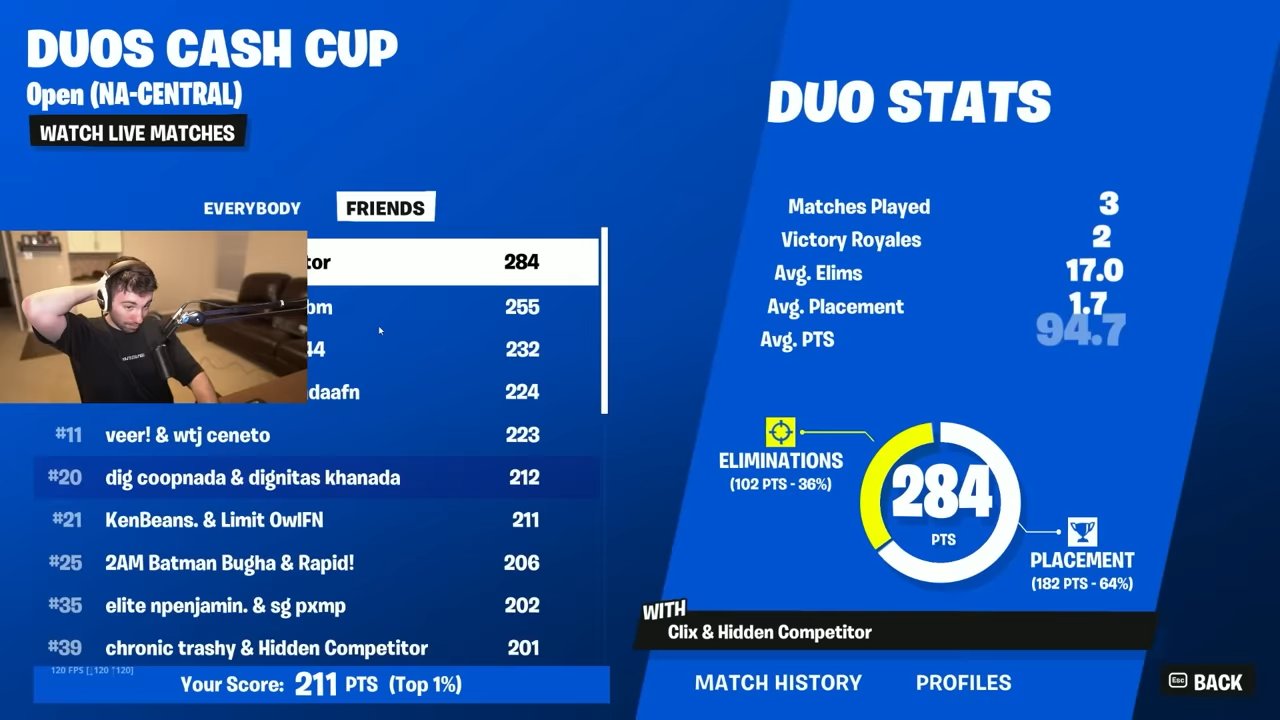 DUOS CASH CUP
Open (NA-CENTRAL)
WATCH LIVE MATCHES
EVERYBODY
FRIENDS
tor 284
bm 255
44 232
daafn 224
#11 veer! & wtj ceneto 223
#20 dig coopnada & dignitas khanada 212
#21 KenBeans. & Limit OwlFN 211
#25 2AM Batman Bugha & Rapid! 206
#35 elite npenjamin. & sg pxmp 202
#39 chronic trashy & Hidden Competitor 201
120 FPS [↓120 ↑120]
Your Score: 211 PTS (Top 1%)
DUO STATS
Matches Played 3
Victory Royales 2
Avg. Elims 17.0
Avg. Placement 1.7
Avg. PTS 94.7
ELIMINATIONS
(102 PTS - 36%)
284
PTS
PLACEMENT
(182 PTS - 64%)
WITH
Clix & Hidden Competitor
MATCH HISTORY
PROFILES
Esc BACK